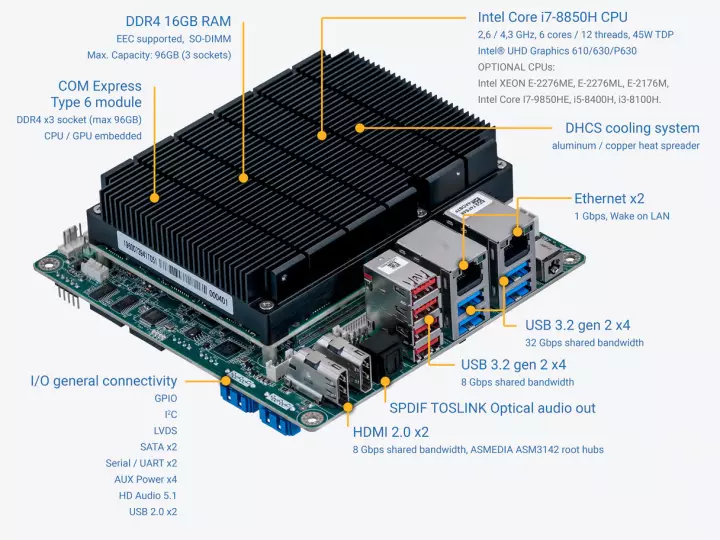 DDR4 16GB RAM
EEC supported, SO-DIMM
Max. Capacity: 96GB (3 sockets)
Intel Core i7-8850H CPU
2,6 / 4,3 GHz, 6 cores / 12 threads, 45W TDP
Intel® UHD Graphics 610/630/P630
OPTIONAL CPUs:
Intel XEON E-2276ME, E-2276ML, E-2176M,
Intel Core I7-9850HE, i5-8400H, i3-8100H.
COM Express
Type 6 module
DDR4 x3 socket (max 96GB)
CPU / GPU embedded
DHCS cooling system
aluminum / copper heat spreader
Ethernet x2
1 Gbps, Wake on LAN
000401
USB 3.2 gen 2 x4
32 Gbps shared bandwidth
USB 3.2 gen 2 x4
8 Gbps shared bandwidth
SPDIF TOSLINK Optical audio out
HDMI 2.0 x2
8 Gbps shared bandwidth, ASMEDIA ASM3142 root hubs
I/O general connectivity
GPIO
I²C
LVDS
SATA x2
Serial / UART x2
AUX Power x4
HD Audio 5.1
USB 2.0 x2